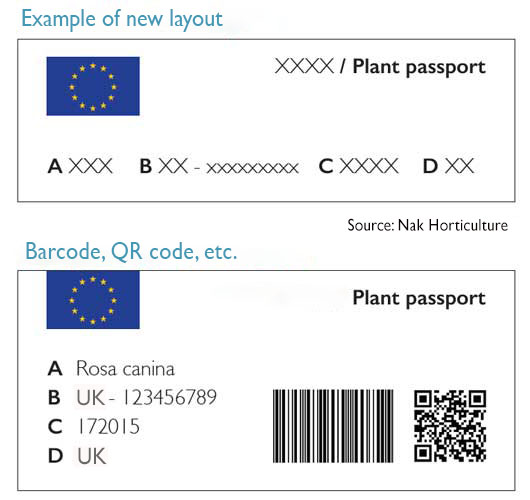 Example of new layout
XXXX / Plant passport
A XXX B XX - xxxxxxxxx C XXXX D XX
Source: Nak Horticulture
Barcode, QR code, etc.
Plant passport
A Rosa canina
B UK - 123456789
C 172015
D UK